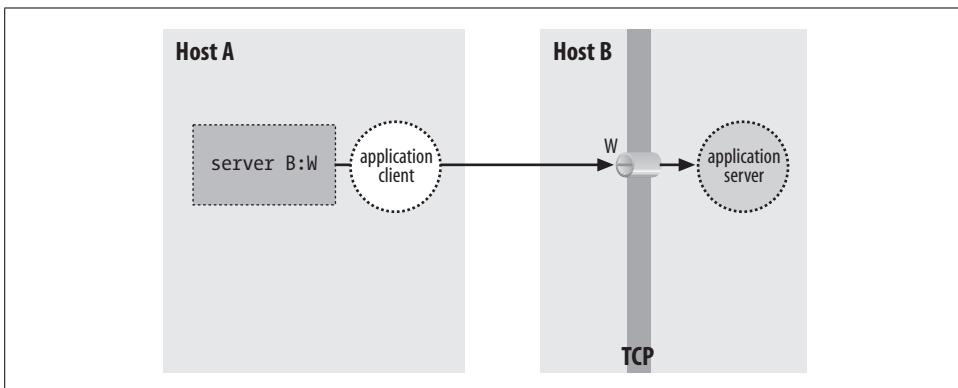 Host A
Host B
server B:W
application
client
W
application
server
TCP